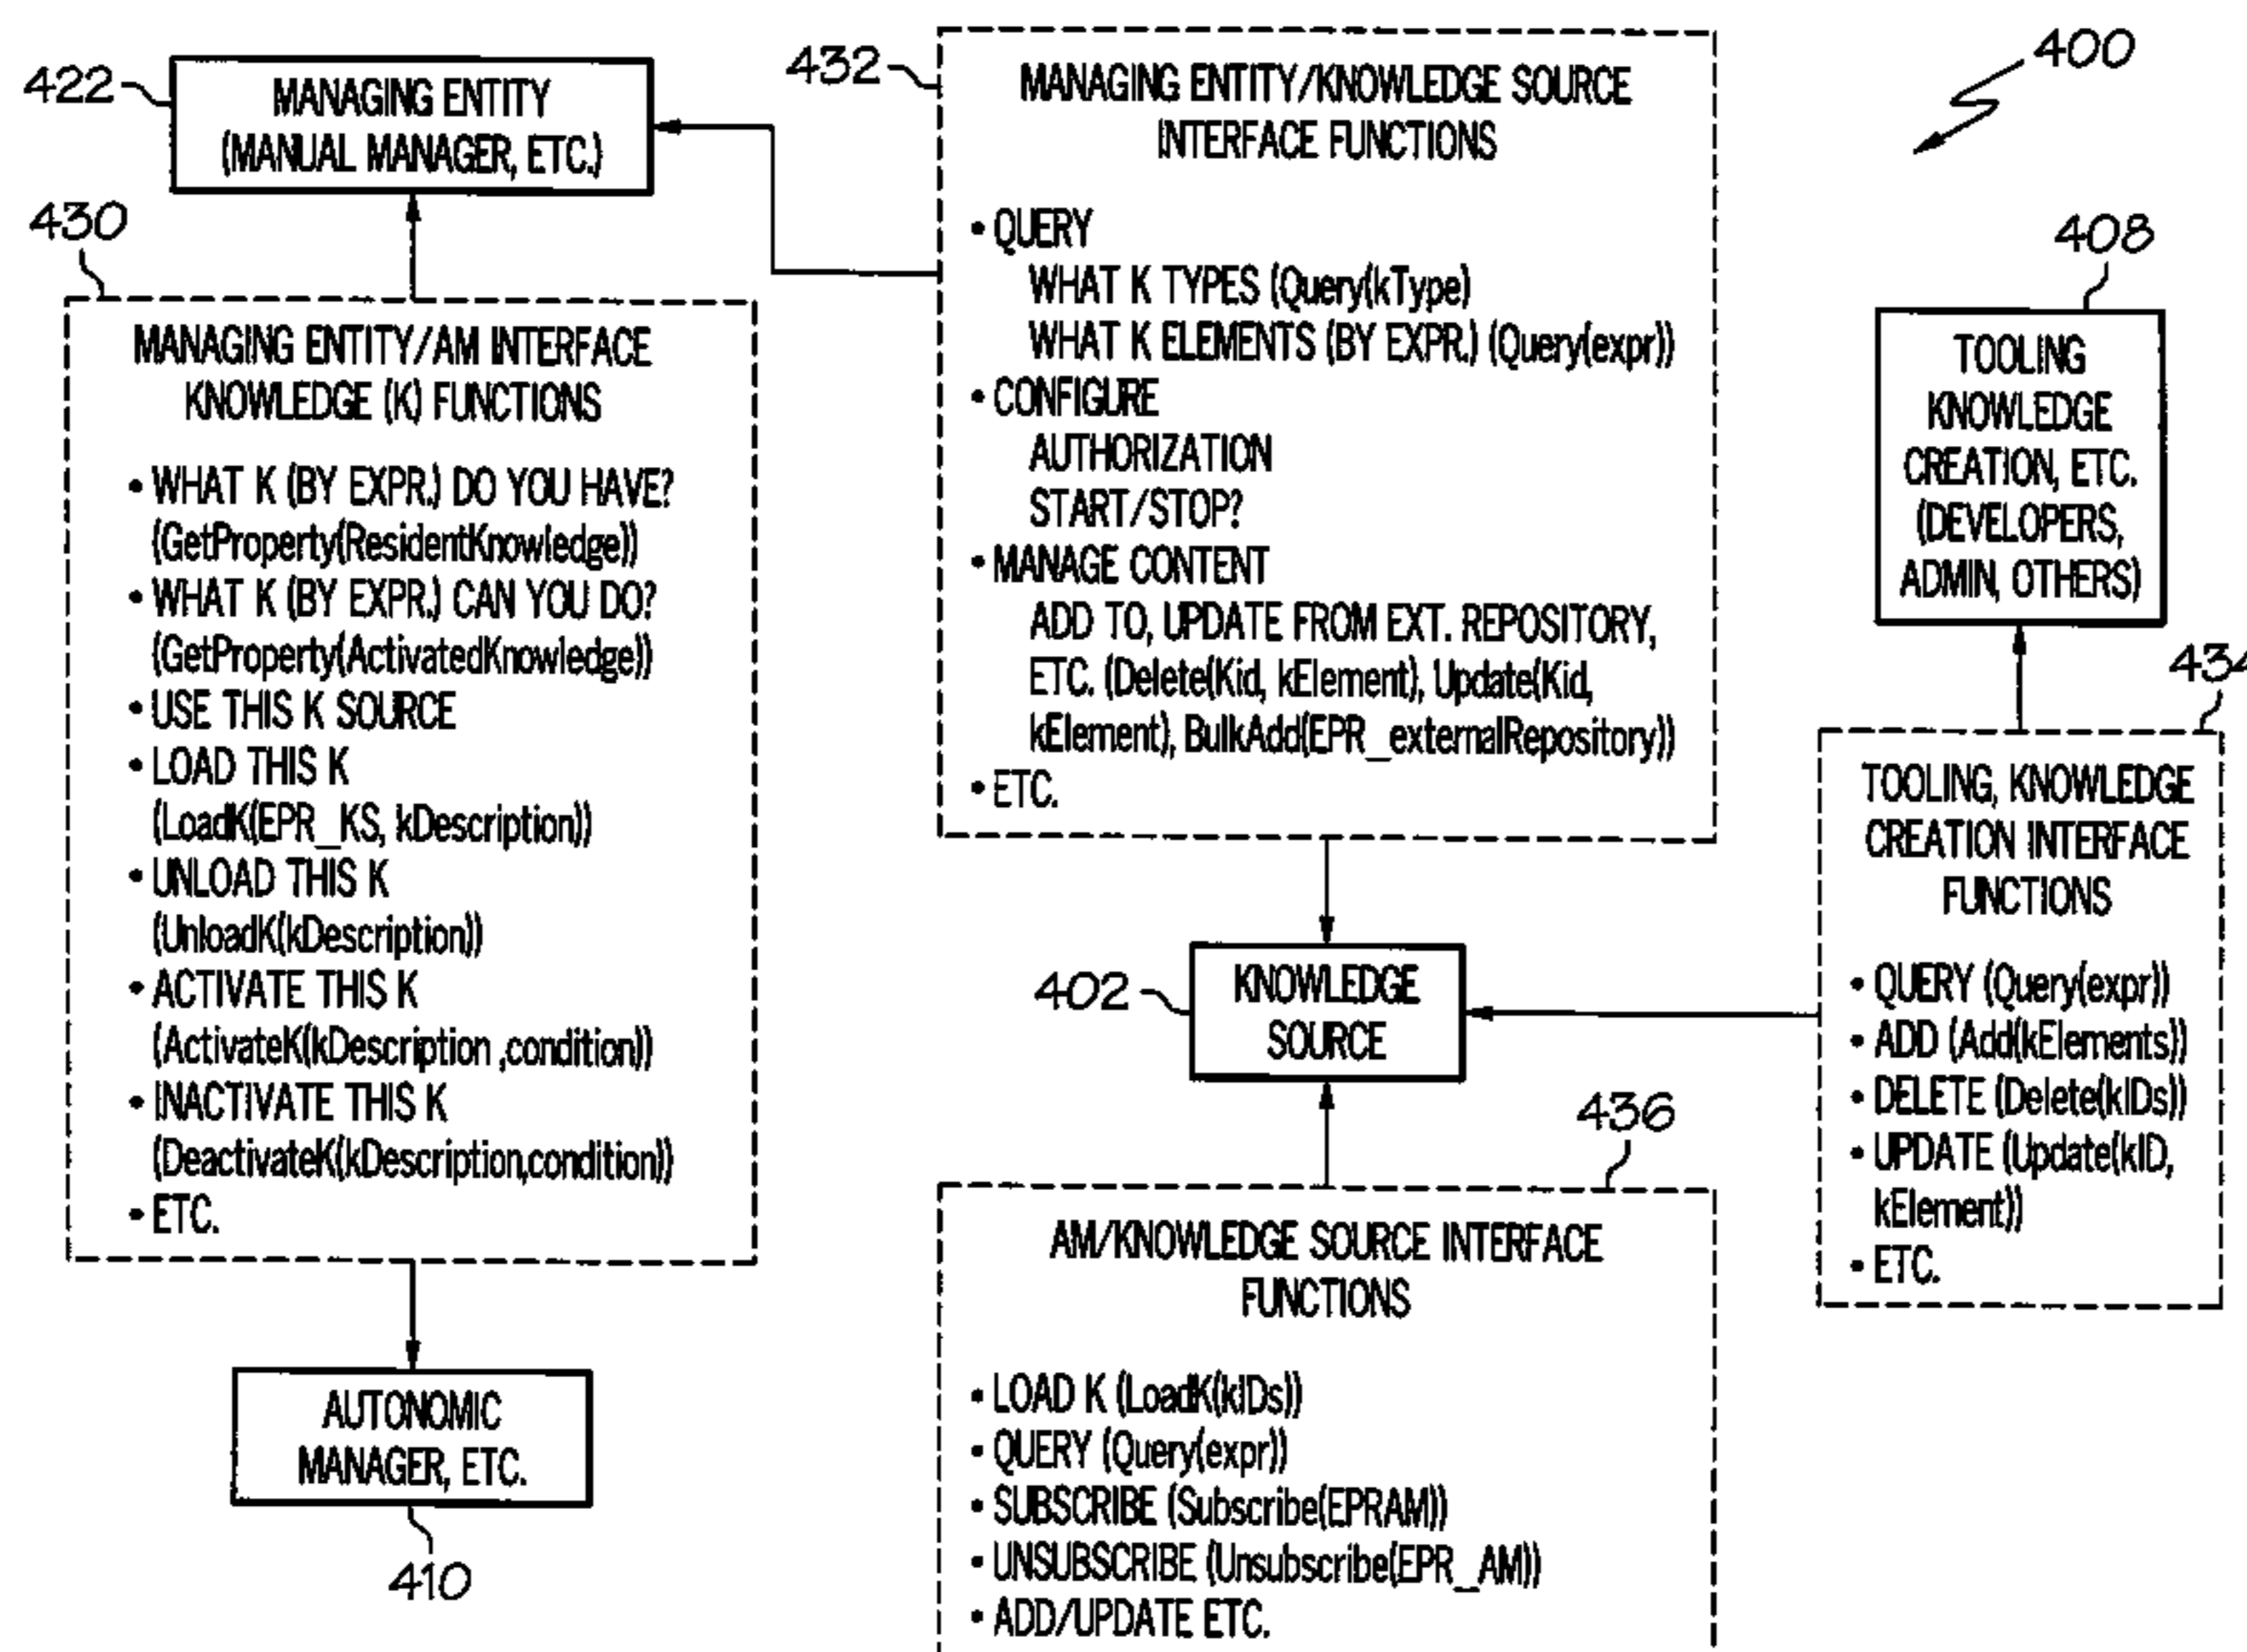 400
422
MANAGING ENTITY
(MANUAL MANAGER, ETC.)
430
MANAGING ENTITY/AM INTERFACE
KNOWLEDGE (K) FUNCTIONS
• WHAT K (BY EXPR.) DO YOU HAVE?
(GetProperty(ResidentKnowledge))
• WHAT K (BY EXPR.) CAN YOU DO?
(GetProperty(ActivatedKnowledge))
• USE THIS K SOURCE
• LOAD THIS K
(LoadK(EPR_KS, kDescription))
• UNLOAD THIS K
(UnloadK(kDescription))
• ACTIVATE THIS K
(ActivateK(kDescription ,condition))
• INACTIVATE THIS K
(DeactivateK(kDescription,condition))
• ETC.
AUTONOMIC
MANAGER, ETC.
410
432
MANAGING ENTITY/KNOWLEDGE SOURCE
INTERFACE FUNCTIONS
• QUERY
WHAT K TYPES (Query(kType)
WHAT K ELEMENTS (BY EXPR.) (Query(expr))
• CONFIGURE
AUTHORIZATION
START/STOP?
• MANAGE CONTENT
ADD TO, UPDATE FROM EXT. REPOSITORY,
ETC. (Delete(Kid, kElement), Update(Kid,
kElement), BulkAdd(EPR_externalRepository))
• ETC.
402
KNOWLEDGE
SOURCE
436
AM/KNOWLEDGE SOURCE INTERFACE
FUNCTIONS
• LOAD K (LoadK(kIDs))
• QUERY (Query(expr))
• SUBSCRIBE (Subscribe(EPRAM))
• UNSUBSCRIBE (Unsubscribe(EPR_AM))
• ADD/UPDATE ETC.
408
TOOLING
KNOWLEDGE
CREATION, ETC.
(DEVELOPERS,
ADMIN, OTHERS)
434
TOOLING, KNOWLEDGE
CREATION INTERFACE
FUNCTIONS
• QUERY (Query(expr))
• ADD (Add(kElements))
• DELETE (Delete(kIDs))
• UPDATE (Update(kID,
kElement))
• ETC.